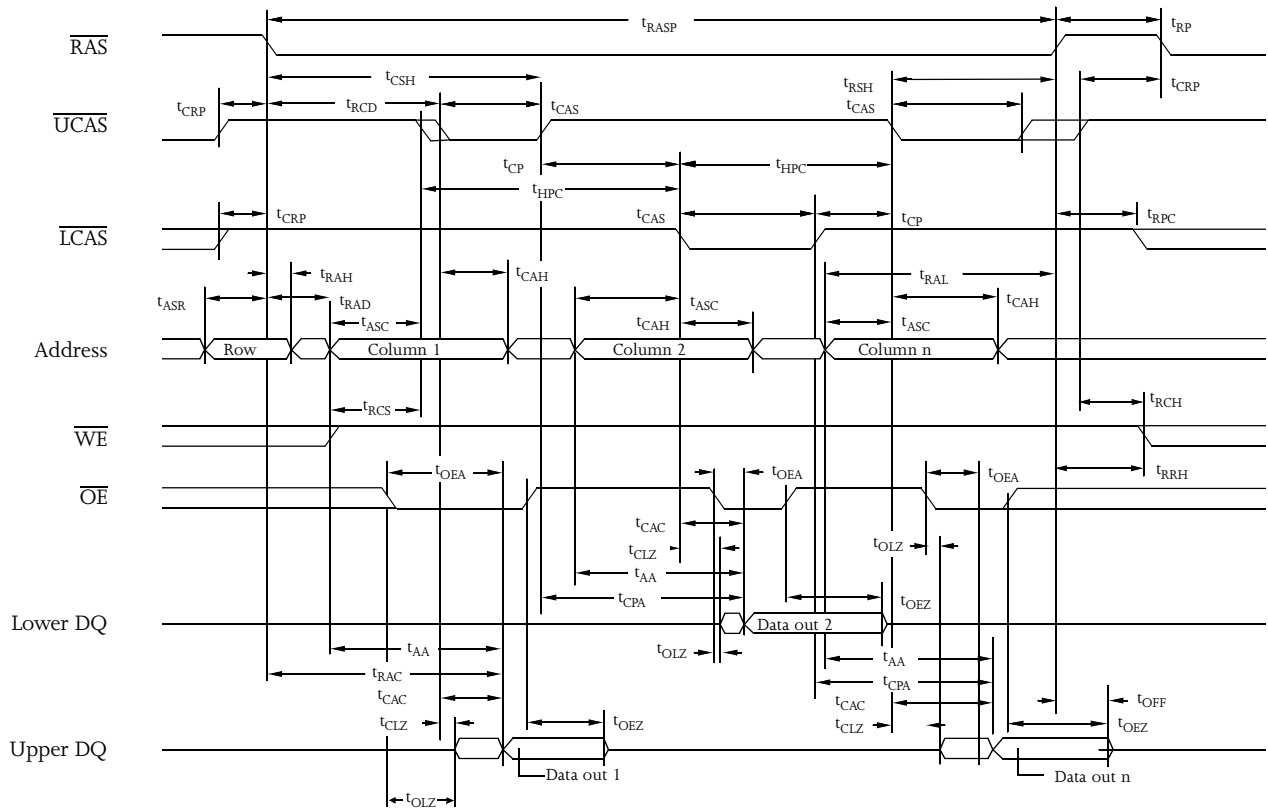 tRASP tRP
RAS
tCSH tRSH
tCRP tRCD tCAS tCAS tCRP
UCAS
tCP tHPC
tHPC
tCRP tCAS tCP tRPC
LCAS
tRAH tCAH tRAL
tASR tRAD tASC tCAH
tASC tCAH tASC
Address Row Column 1 Column 2 Column n
tRCS tRCH
WE
tOEA tOEA tOEA tRRH
OE
tCAC
tCLZ tOLZ
tAA
tCPA tOEZ
Lower DQ Data out 2
tAA tOLZ tAA
tRAC tCPA
tCAC tCAC tOFF
tCLZ tOEZ tCLZ tOEZ
Upper DQ
Data out 1 Data out n
tOLZ